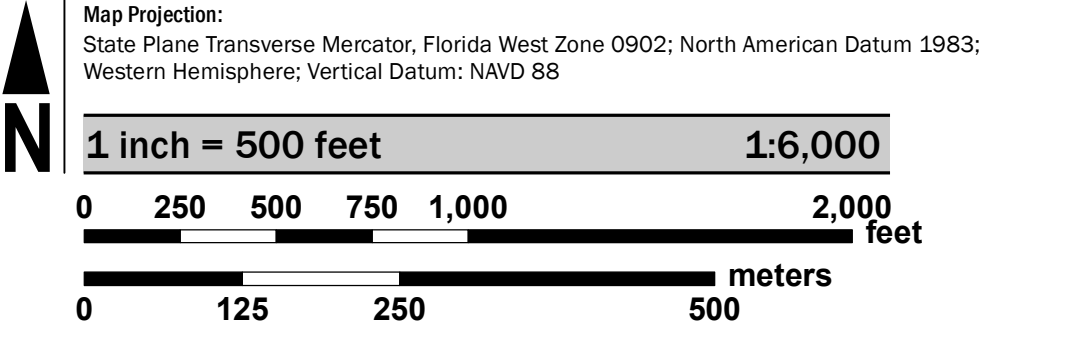 Map Projection:
State Plane Transverse Mercator, Florida West Zone 0902; North American Datum 1983;
Western Hemisphere; Vertical Datum: NAVD 88
N
1 inch = 500 feet 1:6,000
0 250 500 750 1,000 2,000
feet
meters
0 125 250 500